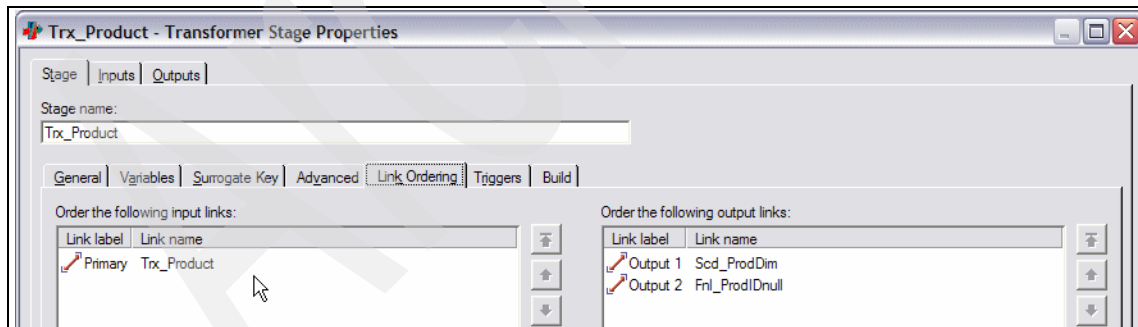 Trx_Product - Transformer Stage Properties
Stage Inputs Outputs
Stage name:
Trx_Product
General Variables Surrogate Key Advanced Link Ordering Triggers Build
Order the following input links:
Link label Link name
Primary Trx_Product
Order the following output links:
Link label Link name
Output 1 Scd_ProdDim
Output 2 Fnl_ProdIDnull